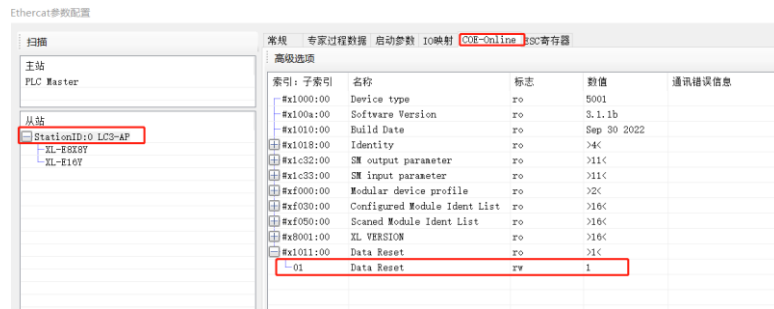 Ethercat参数配置
扫描
主站
PLC Master
从站
StationID:0 LC3-AP
XL-E8X8Y
XL-E16Y
常规 专家过程数据 启动参数 IO映射 COE-Online ESC寄存器
高级选项
索引: 子索引 名称 标志 数值 通讯错误信息
#x1000:00 Device type ro 5001
#x100a:00 Software Version ro 3.1.1b
#x1010:00 Build Date ro Sep 30 2022
#x1018:00 Identity ro >4<
#x1c32:00 SM output parameter ro >11<
#x1c33:00 SM input parameter ro >11<
#xf000:00 Modular device profile ro >2<
#xf030:00 Configured Module Ident List ro >16<
#xf050:00 Scaned Module Ident List ro >16<
#x8001:00 XL VERSION ro >16<
#x1011:00 Data Reset ro >1<
01 Data Reset rw 1